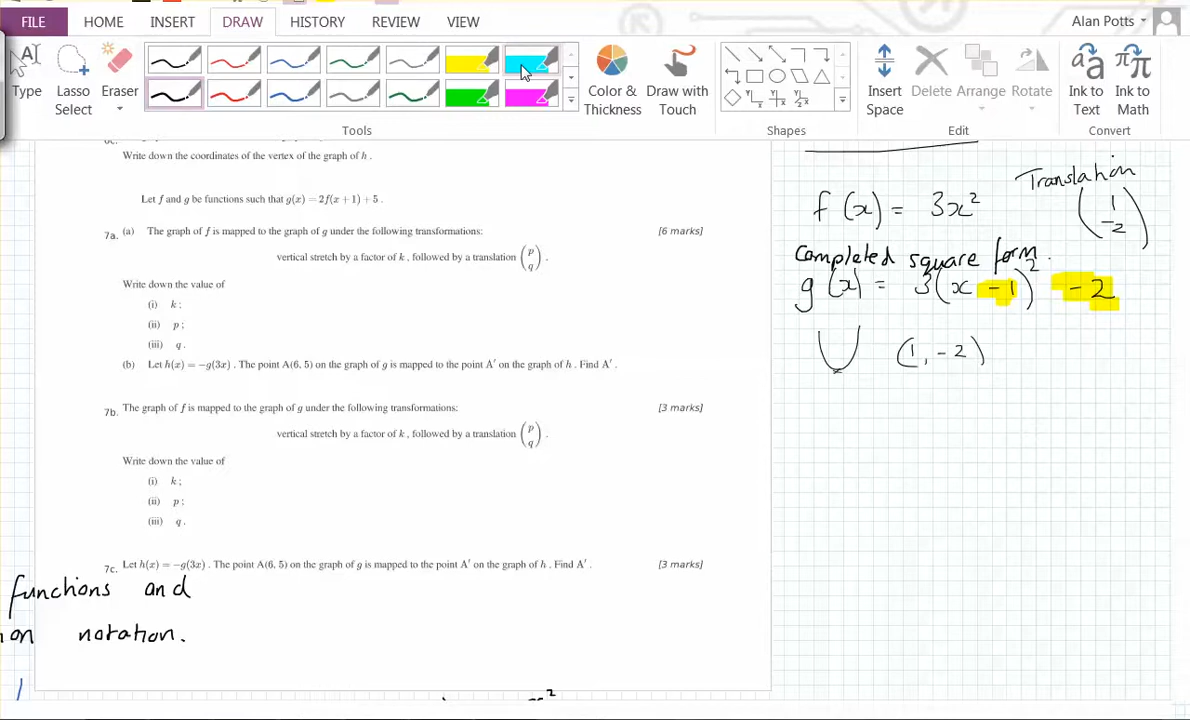 FILE HOME INSERT DRAW HISTORY REVIEW VIEW Alan Potts
Type Lasso Select Eraser Color & Thickness Draw with Touch Insert Space Delete Arrange Rotate Ink to Text Ink to Math
Tools Shapes Edit Convert
Write down the coordinates of the vertex of the graph of h .
Let f and g be functions such that g(x) = 2f(x + 1) + 5 .
7a. (a) The graph of f is mapped to the graph of g under the following transformations: [6 marks]
vertical stretch by a factor of k , followed by a translation (p q) .
Write down the value of
(i) k ;
(ii) p ;
(iii) q .
(b) Let h(x) = −g(3x) . The point A(6, 5) on the graph of g is mapped to the point A′ on the graph of h . Find A′ .
7b. The graph of f is mapped to the graph of g under the following transformations: [3 marks]
vertical stretch by a factor of k , followed by a translation (p q) .
Write down the value of
(i) k ;
(ii) p ;
(iii) q .
7c. Let h(x) = −g(3x) . The point A(6, 5) on the graph of g is mapped to the point A′ on the graph of h . Find A′ . [3 marks]
functions and
on notation.
Translation
f(x) = 3x² (1 -2)
Completed square form.
g(x) = 3(x - 1)² - 2
(1, -2)